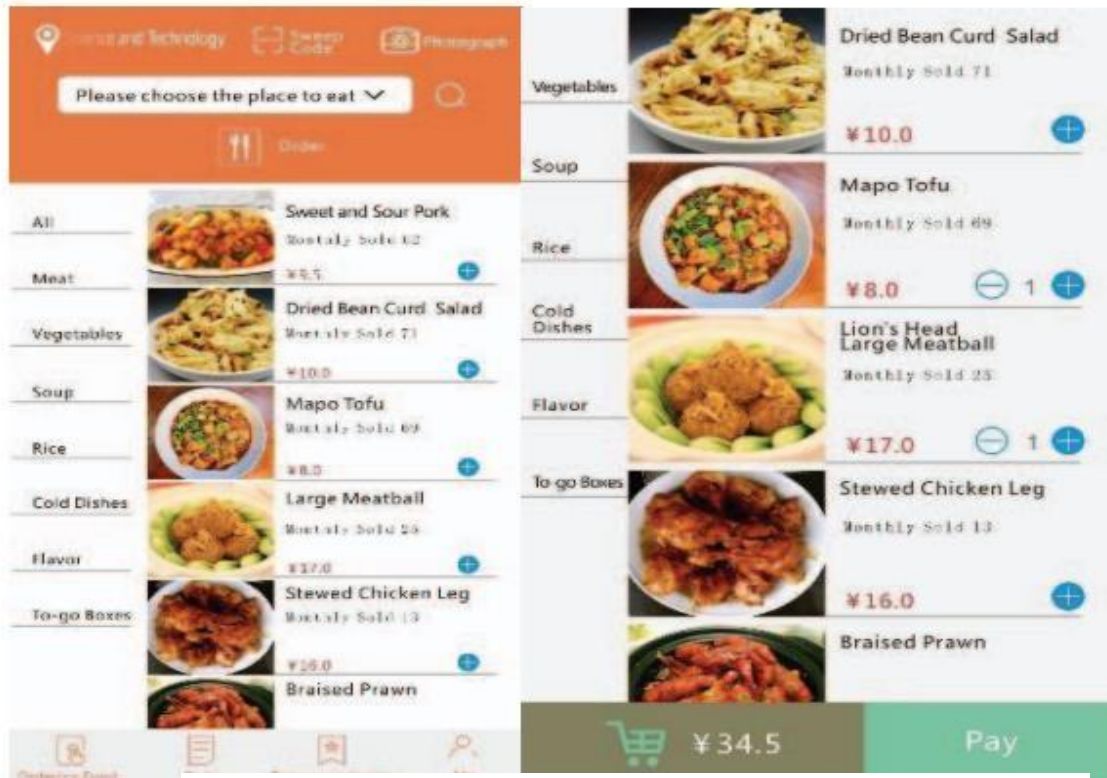 and Technology
Sweep
Code
Photograph
Please choose the place to eat
Order
All
Meat
Vegetables
Soup
Rice
Cold Dishes
Flavor
To-go Boxes
Sweet and Sour Pork
Monthly Sold 62
¥9.5
Dried Bean Curd Salad
Monthly Sold 71
¥10.0
Mapo Tofu
Monthly Sold 69
¥8.0
Large Meatball
Monthly Sold 25
¥17.0
Stewed Chicken Leg
Monthly Sold 13
¥16.0
Braised Prawn
Vegetables
Soup
Rice
Cold
Dishes
Flavor
To-go Boxes
Dried Bean Curd Salad
Monthly Sold 71
¥10.0
Mapo Tofu
Monthly Sold 69
¥8.0
1
Lion's Head
Large Meatball
Monthly Sold 25
¥17.0
1
Stewed Chicken Leg
Monthly Sold 13
¥16.0
Braised Prawn
¥34.5
Pay